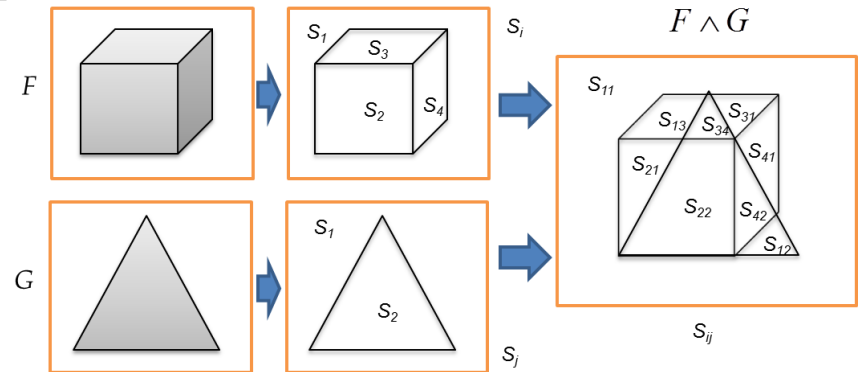 F
S1
S3
S2
S4
Si
G
S1
S2
Sj
F ∧ G
S11
S13
S34
S31
S21
S41
S22
S42
S12
Sij